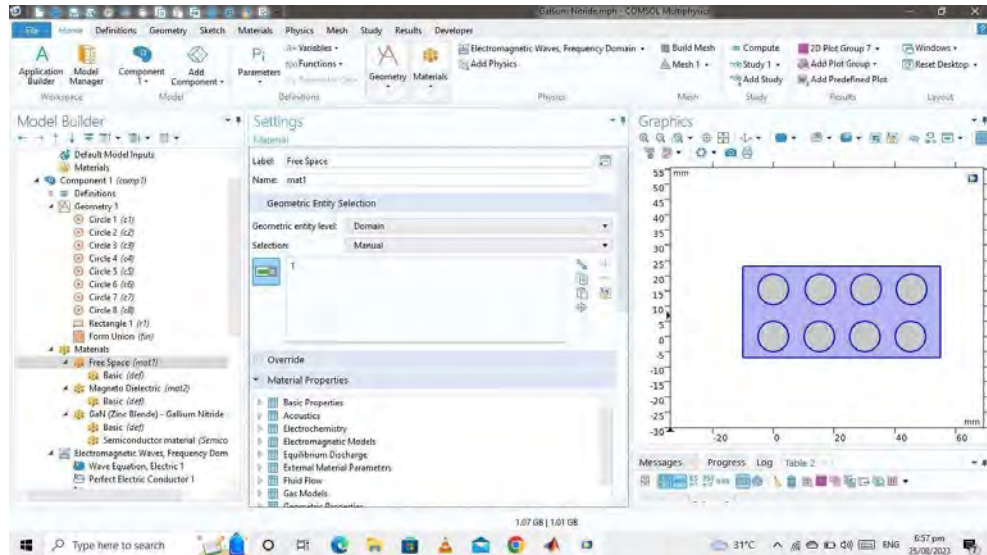 Gallium Nitride.mph - COMSOL Multiphysics
File Home Definitions Geometry Sketch Materials Physics Mesh Study Results Developer
Application Builder
Model Manager
Component 1
Add Component
Parameters
a= Variables
f(x) Functions
Geometry
Materials
Electromagnetic Waves, Frequency Domain
Add Physics
Build Mesh
Mesh 1
Compute
Study 1
Add Study
2D Plot Group 7
Add Plot Group
Add Predefined Plot
Windows
Reset Desktop
Workspace Model Definitions Physics Mesh Study Results Layout
Model Builder
Default Model Inputs
Materials
Component 1 (comp1)
Definitions
Geometry 1
Circle 1 (c1)
Circle 2 (c2)
Circle 3 (c3)
Circle 4 (c4)
Circle 5 (c5)
Circle 6 (c6)
Circle 7 (c7)
Circle 8 (c8)
Rectangle 1 (r1)
Form Union (fin)
Materials
Free Space (mat1)
Basic (def)
Magneto Dielectric (mat2)
Basic (def)
GaN (Zinc Blende) - Gallium Nitride
Basic (def)
Semiconductor material (Semico
Electromagnetic Waves, Frequency Dom
Wave Equation, Electric 1
Perfect Electric Conductor 1
Settings
Material
Label: Free Space
Name: mat1
Geometric Entity Selection
Geometric entity level: Domain
Selection: Manual
1
Override
Material Properties
Basic Properties
Acoustics
Electrochemistry
Electromagnetic Models
Equilibrium Discharge
External Material Parameters
Fluid Flow
Gas Models
Geometric Properties
Graphics
55 mm
50
45
40
35
30
25
20
15
10
5
0
-5
-10
-15
-20
-25
-30
mm
-20 0 20 40 60
Messages Progress Log Table 2
1.07 GB | 1.01 GB
Type here to search
31°C
ENG
6:57 pm
25/08/2023